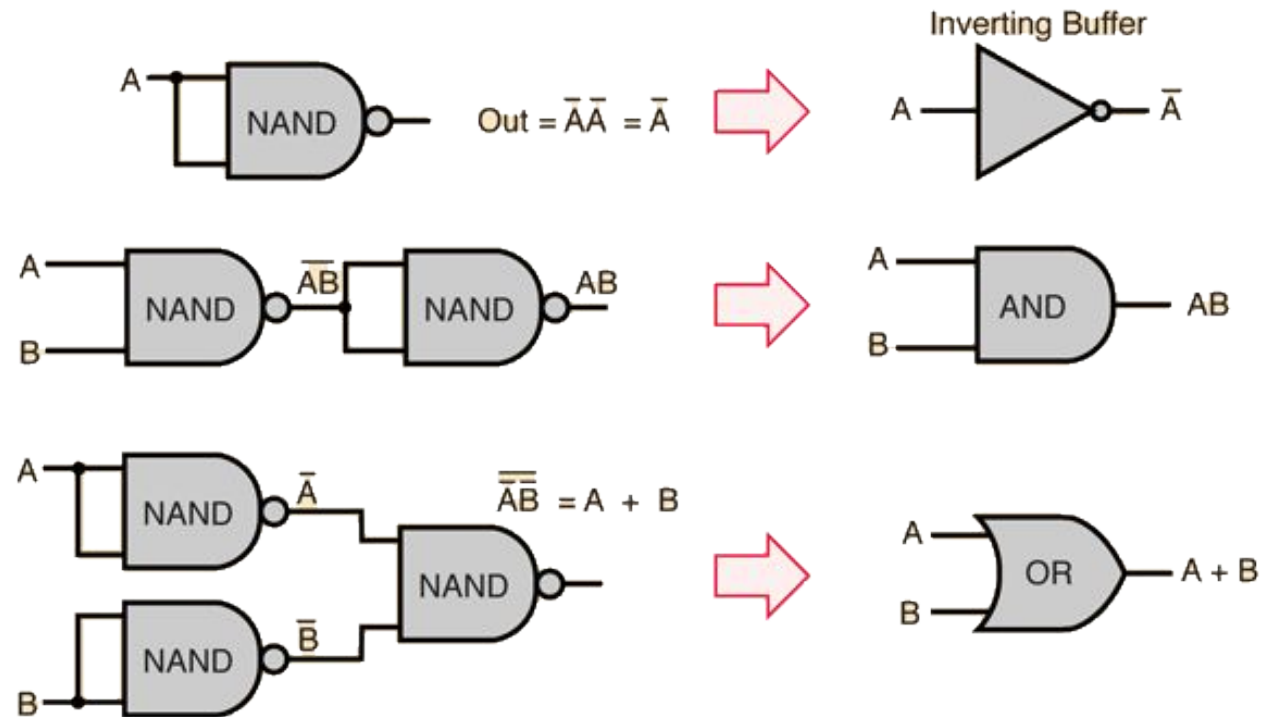 Inverting Buffer
A
NAND
Out = A̅A̅ = A̅
A
A̅
A
B
NAND
A̅B̅
NAND
AB
A
B
AND
AB
A
NAND
A̅
A̿B̿ = A + B
NAND
B
NAND
B̅
A
B
OR
A + B